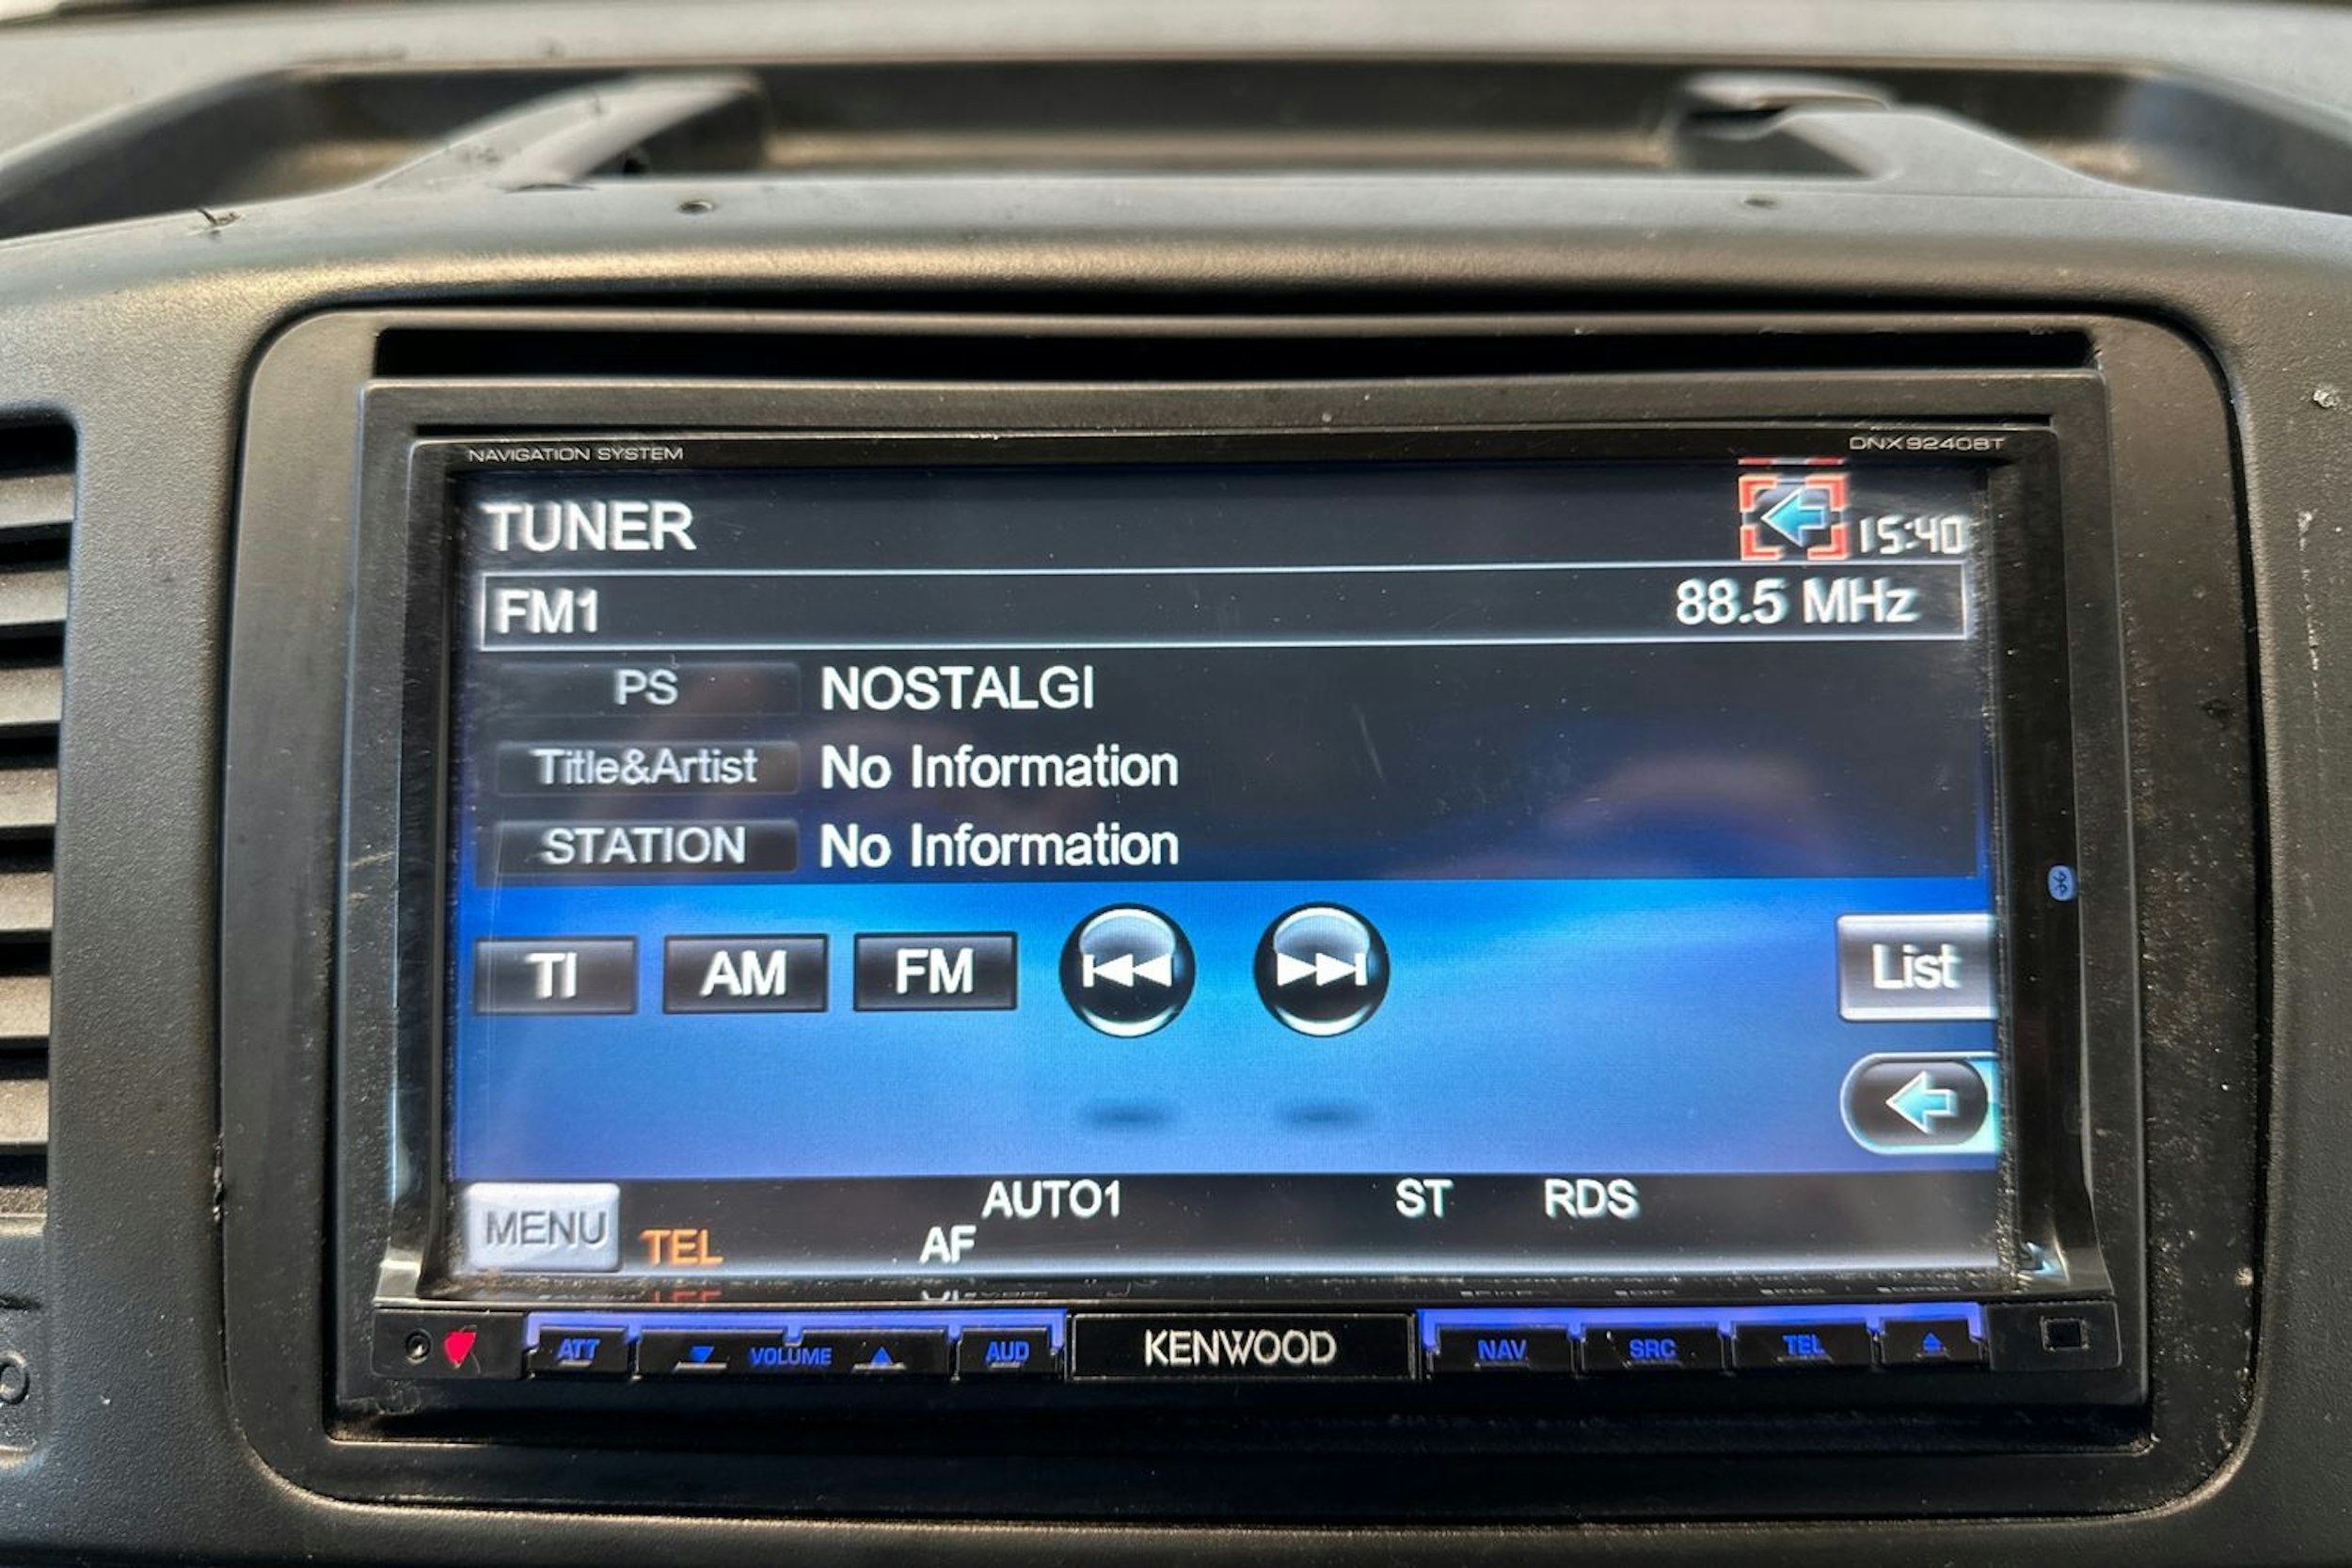 NAVIGATION SYSTEM
DNX9240BT
TUNER
15:40
FM1 88.5 MHz
PS NOSTALGI
Title&Artist No Information
STATION No Information
TI AM FM
List
AUTO1 ST RDS
MENU TEL AF
ATT VOLUME AUD KENWOOD NAV SRC TEL